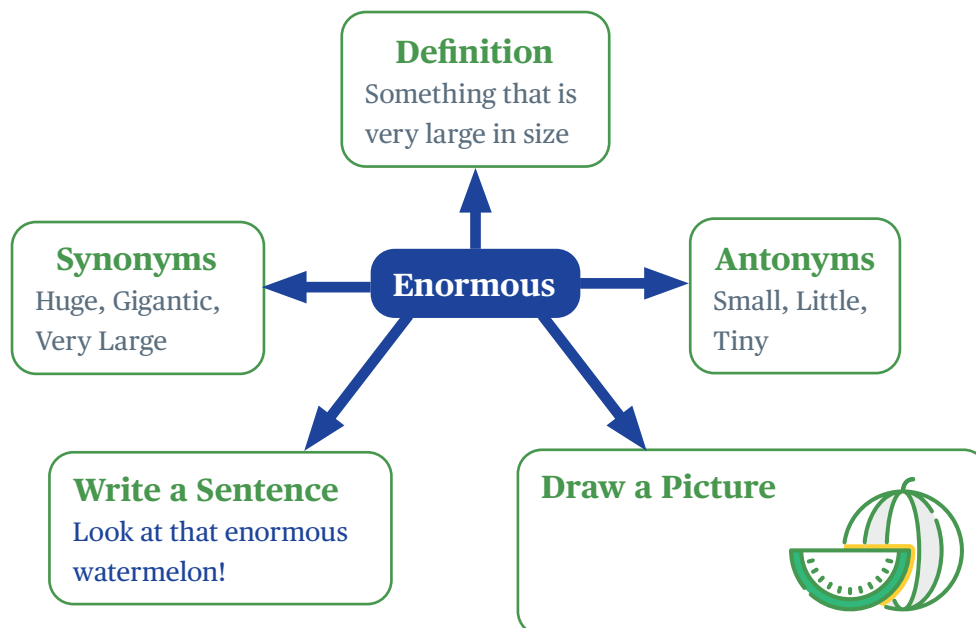 Definition
Something that is
very large in size
Synonyms
Huge, Gigantic,
Very Large
Enormous
Antonyms
Small, Little,
Tiny
Write a Sentence
Look at that enormous
watermelon!
Draw a Picture